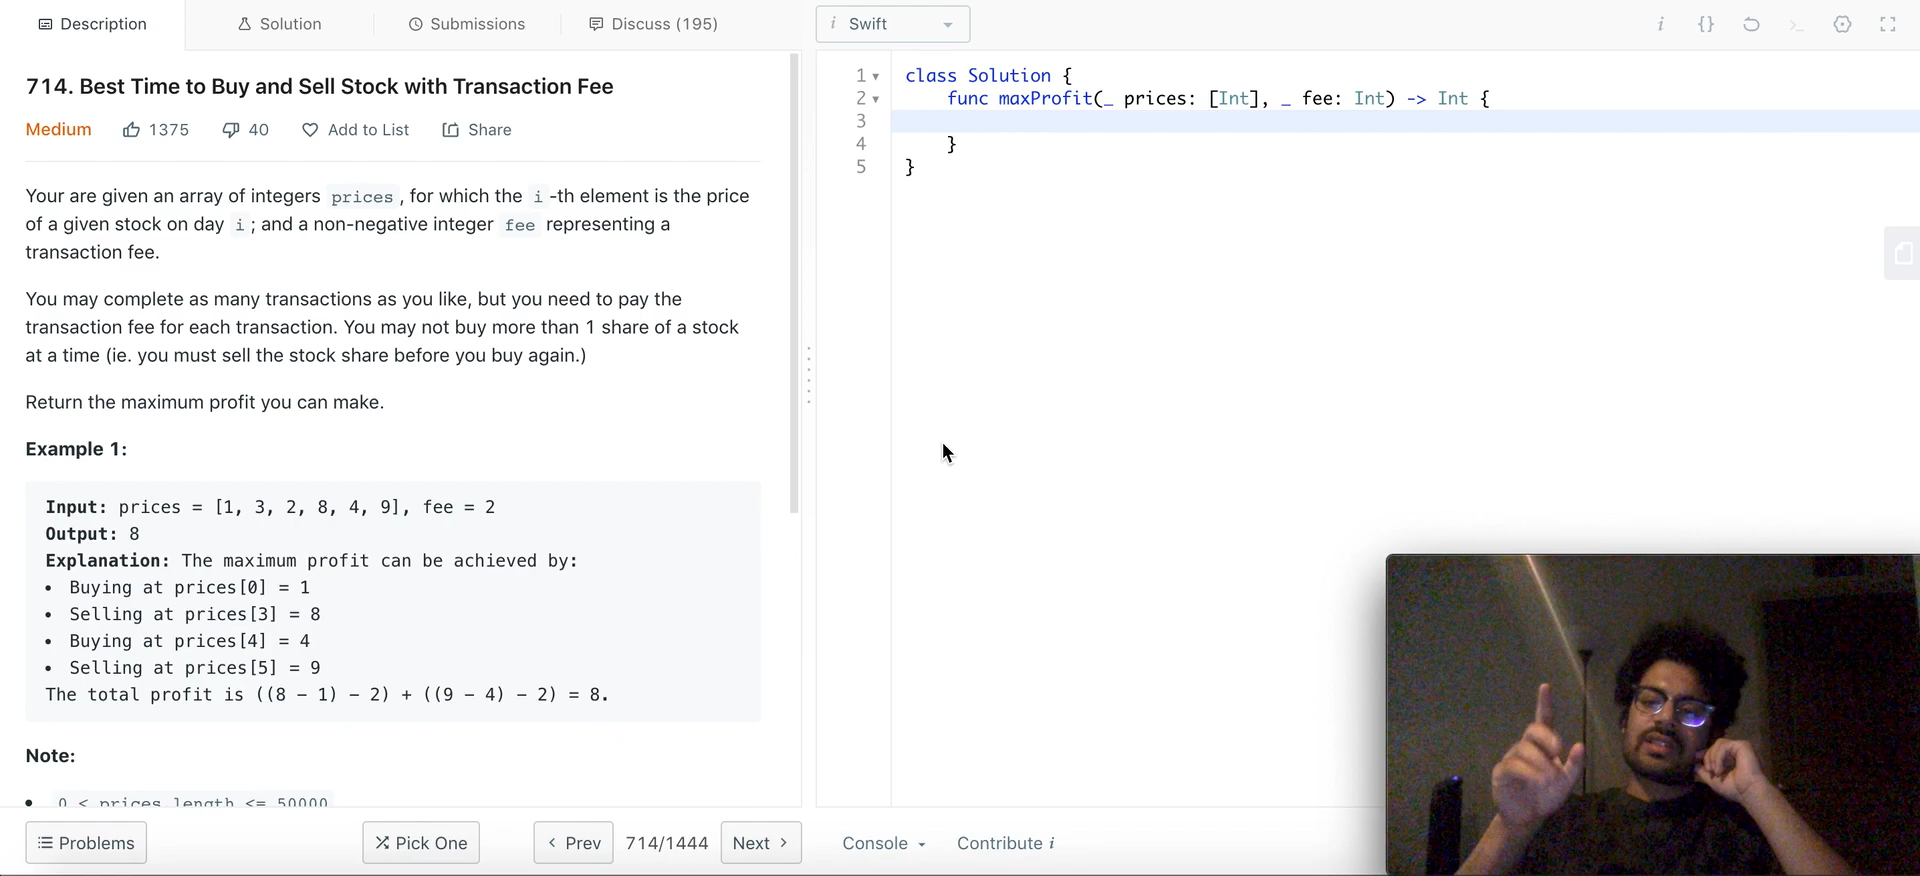 Description
Solution
Submissions
Discuss (195)
i Swift
714. Best Time to Buy and Sell Stock with Transaction Fee
Medium 1375 40 Add to List Share
Your are given an array of integers prices, for which the i-th element is the price
of a given stock on day i; and a non-negative integer fee representing a
transaction fee.
You may complete as many transactions as you like, but you need to pay the
transaction fee for each transaction. You may not buy more than 1 share of a stock
at a time (ie. you must sell the stock share before you buy again.)
Return the maximum profit you can make.
Example 1:
Input: prices = [1, 3, 2, 8, 4, 9], fee = 2
Output: 8
Explanation: The maximum profit can be achieved by:
• Buying at prices[0] = 1
• Selling at prices[3] = 8
• Buying at prices[4] = 4
• Selling at prices[5] = 9
The total profit is ((8 - 1) - 2) + ((9 - 4) - 2) = 8.
Note:
• 0 < prices.length <= 50000
1 class Solution {
2 func maxProfit(_ prices: [Int], _ fee: Int) -> Int {
3
4 }
5 }
Problems
Pick One
< Prev
714/1444
Next >
Console
Contribute i